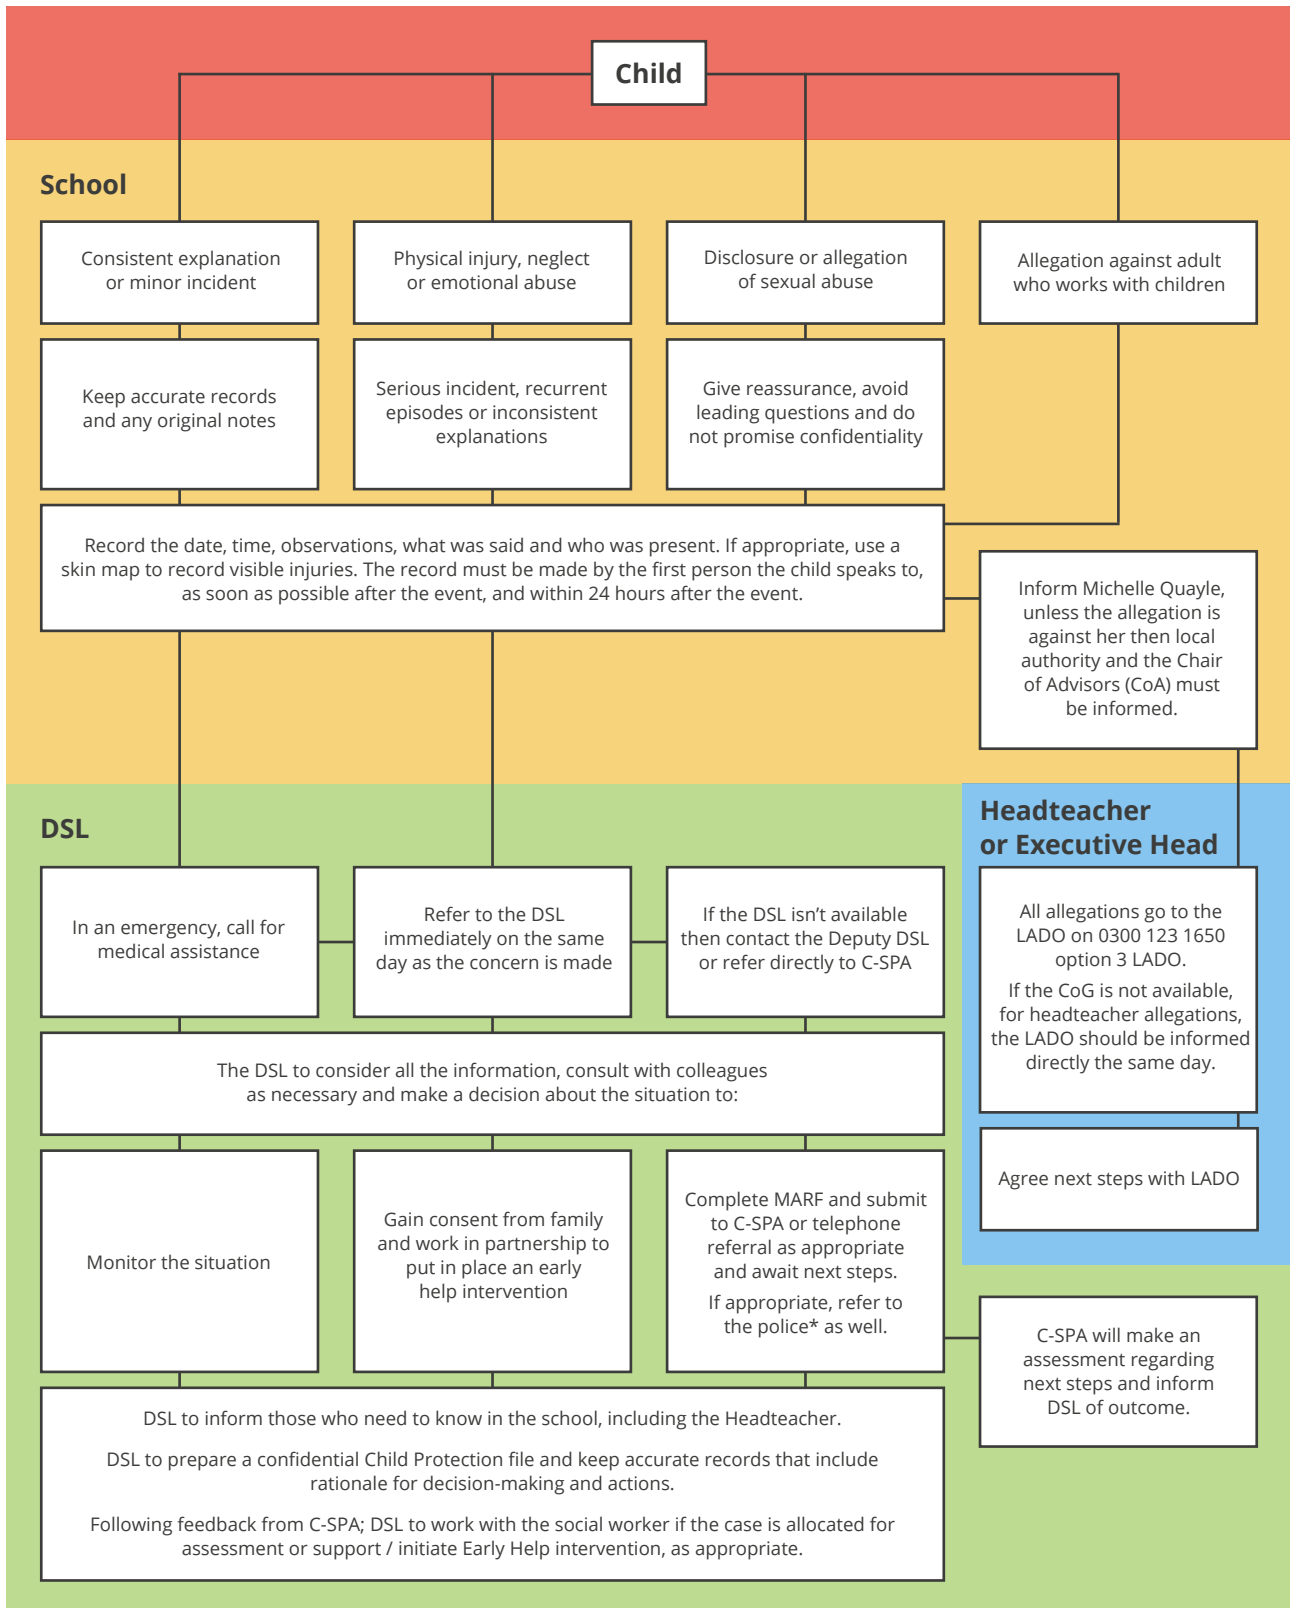 Child
School
Consistent explanation
or minor incident
Physical injury, neglect
or emotional abuse
Disclosure or allegation
of sexual abuse
Allegation against adult
who works with children
Keep accurate records
and any original notes
Serious incident, recurrent
episodes or inconsistent
explanations
Give reassurance, avoid
leading questions and do
not promise confidentiality
Record the date, time, observations, what was said and who was present. If appropriate, use a
skin map to record visible injuries. The record must be made by the first person the child speaks to,
as soon as possible after the event, and within 24 hours after the event.
Inform Michelle Quayle,
unless the allegation is
against her then local
authority and the Chair
of Advisors (CoA) must
be informed.
DSL
In an emergency, call for
medical assistance
Refer to the DSL
immediately on the same
day as the concern is made
If the DSL isn’t available
then contact the Deputy DSL
or refer directly to C-SPA
Headteacher
or Executive Head
All allegations go to the
LADO on 0300 123 1650
option 3 LADO.
If the CoG is not available,
for headteacher allegations,
the LADO should be informed
directly the same day.
Agree next steps with LADO
The DSL to consider all the information, consult with colleagues
as necessary and make a decision about the situation to:
Monitor the situation
Gain consent from family
and work in partnership to
put in place an early
help intervention
Complete MARF and submit
to C-SPA or telephone
referral as appropriate
and await next steps.
If appropriate, refer to
the police* as well.
C-SPA will make an
assessment regarding
next steps and inform
DSL of outcome.
DSL to inform those who need to know in the school, including the Headteacher.
DSL to prepare a confidential Child Protection file and keep accurate records that include
rationale for decision-making and actions.
Following feedback from C-SPA; DSL to work with the social worker if the case is allocated for
assessment or support / initiate Early Help intervention, as appropriate.